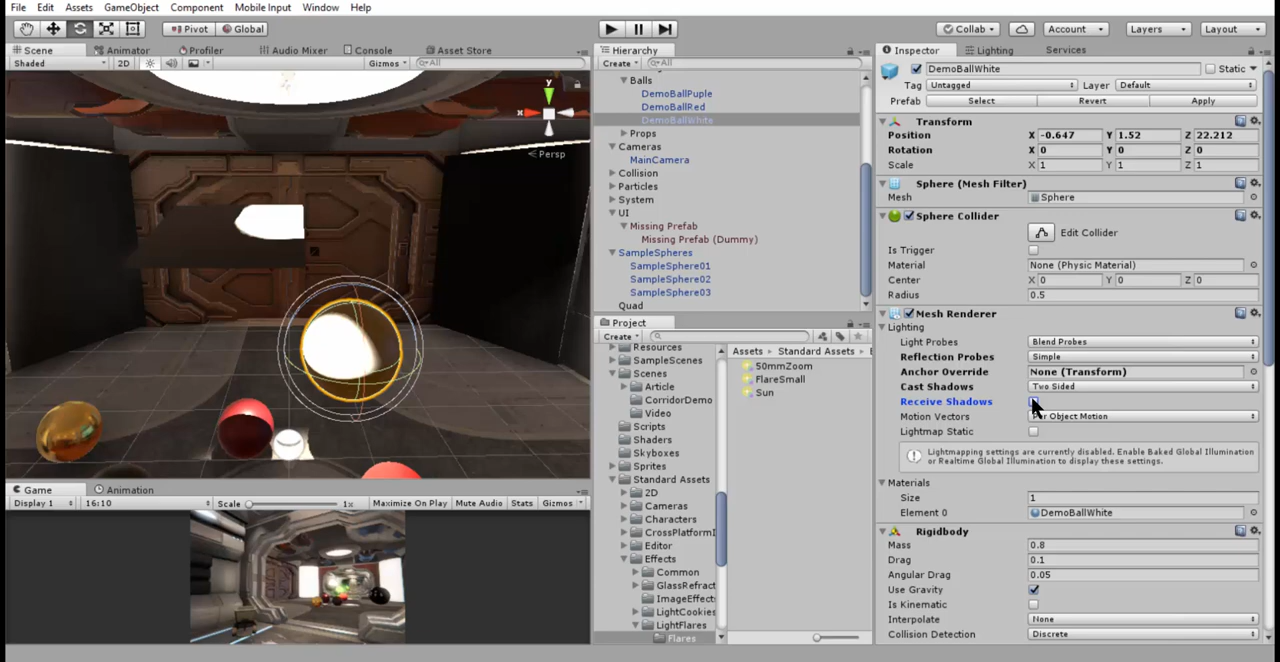 File Edit Assets GameObject Component Mobile Input Window Help
Pivot Global Collab Account Layers Layout
Scene Animator Profiler Audio Mixer Console Asset Store
Shaded 2D Gizmos All
y
x
Persp
Game Animation
Display 1 16:10 Scale 1x Maximize On Play Mute Audio Stats Gizmos
Hierarchy
Create All
Balls
DemoBallPuple
DemoBallRed
DemoBallWhite
Props
Cameras
MainCamera
Collision
Particles
System
UI
Missing Prefab
Missing Prefab (Dummy)
SampleSpheres
SampleSphere01
SampleSphere02
SampleSphere03
Quad
Project
Create
Resources
SampleScenes
Scenes
Article
CorridorDemo
Video
Scripts
Shaders
Skyboxes
Sprites
Standard Assets
2D
Cameras
Characters
CrossPlatformI
Editor
Effects
Common
GlassRefract
ImageEffect
LightCookie
LightFlares
Flares
Assets Standard Assets
50mmZoom
FlareSmall
Sun
Inspector Lighting Services
DemoBallWhite Static
Tag Untagged Layer Default
Prefab Select Revert Apply
Transform
Position X -0.647 Y 1.52 Z 22.212
Rotation X 0 Y 0 Z 0
Scale X 1 Y 1 Z 1
Sphere (Mesh Filter)
Mesh Sphere
Sphere Collider
Edit Collider
Is Trigger
Material None (Physic Material)
Center X 0 Y 0 Z 0
Radius 0.5
Mesh Renderer
Lighting
Light Probes Blend Probes
Reflection Probes Simple
Anchor Override None (Transform)
Cast Shadows Two Sided
Receive Shadows
Motion Vectors Per Object Motion
Lightmap Static
Lightmapping settings are currently disabled. Enable Baked Global Illumination
or Realtime Global Illumination to display these settings.
Materials
Size 1
Element 0 DemoBallWhite
Rigidbody
Mass 0.8
Drag 0.1
Angular Drag 0.05
Use Gravity
Is Kinematic
Interpolate None
Collision Detection Discrete